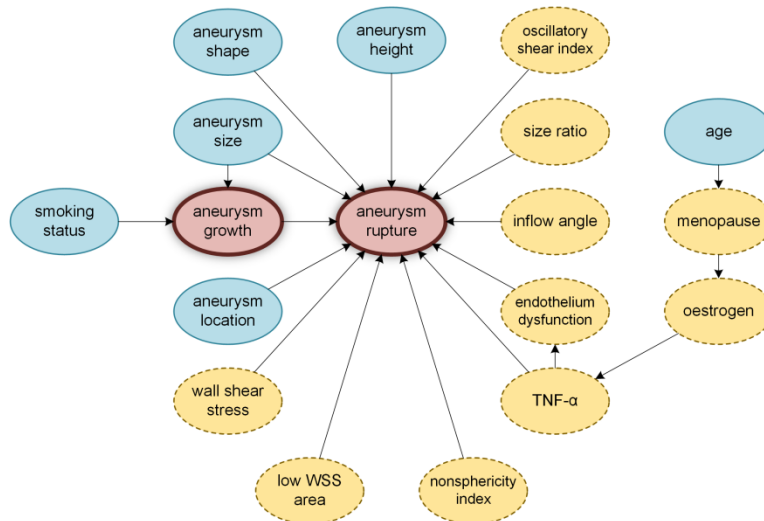 aneurysm
shape
aneurysm
height
oscillatory
shear index
aneurysm
size
size ratio
age
smoking
status
aneurysm
growth
aneurysm
rupture
inflow angle
menopause
aneurysm
location
endothelium
dysfunction
oestrogen
wall shear
stress
TNF-α
low WSS
area
nonsphericity
index